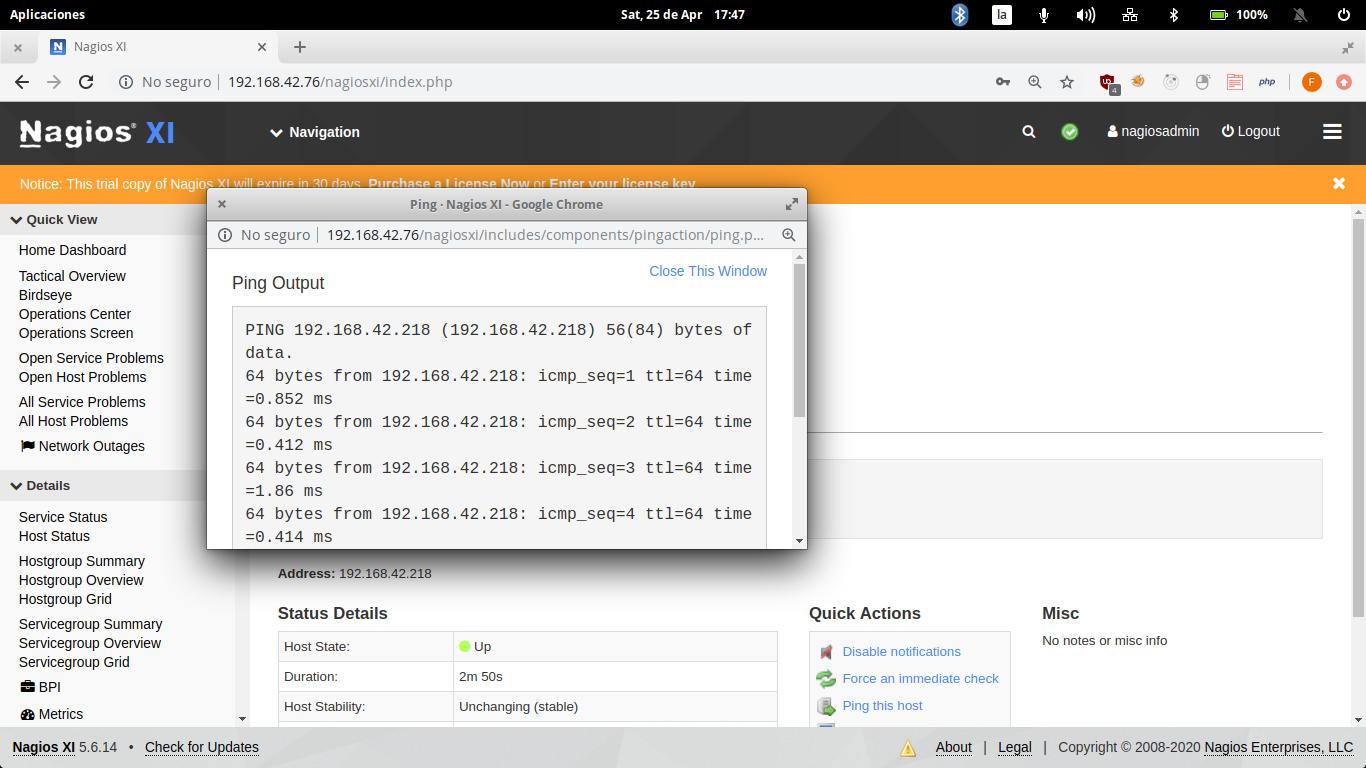 Aplicaciones
Sat, 25 de Apr 17:47
la
100%
Nagios XI
No seguro
192.168.42.76/nagiosxi/index.php
4
php
F
Nagios® XI
Navigation
nagiosadmin
Logout
Notice: This trial copy of Nagios XI will expire in 30 days. Purchase a License Now or Enter your license key
Quick View
Home Dashboard
Tactical Overview
Birdseye
Operations Center
Operations Screen
Open Service Problems
Open Host Problems
All Service Problems
All Host Problems
Network Outages
Details
Service Status
Host Status
Hostgroup Summary
Hostgroup Overview
Hostgroup Grid
Servicegroup Summary
Servicegroup Overview
Servicegroup Grid
BPI
Metrics
Ping · Nagios XI - Google Chrome
No seguro
192.168.42.76/nagiosxi/includes/components/pingaction/ping.p...
Close This Window
Ping Output
PING 192.168.42.218 (192.168.42.218) 56(84) bytes of
data.
64 bytes from 192.168.42.218: icmp_seq=1 ttl=64 time
=0.852 ms
64 bytes from 192.168.42.218: icmp_seq=2 ttl=64 time
=0.412 ms
64 bytes from 192.168.42.218: icmp_seq=3 ttl=64 time
=1.86 ms
64 bytes from 192.168.42.218: icmp_seq=4 ttl=64 time
=0.414 ms
Address: 192.168.42.218
Status Details
Host State:
Up
Duration:
2m 50s
Host Stability:
Unchanging (stable)
Quick Actions
Disable notifications
Force an immediate check
Ping this host
Misc
No notes or misc info
Nagios XI 5.6.14 • Check for Updates
About | Legal | Copyright © 2008-2020 Nagios Enterprises, LLC